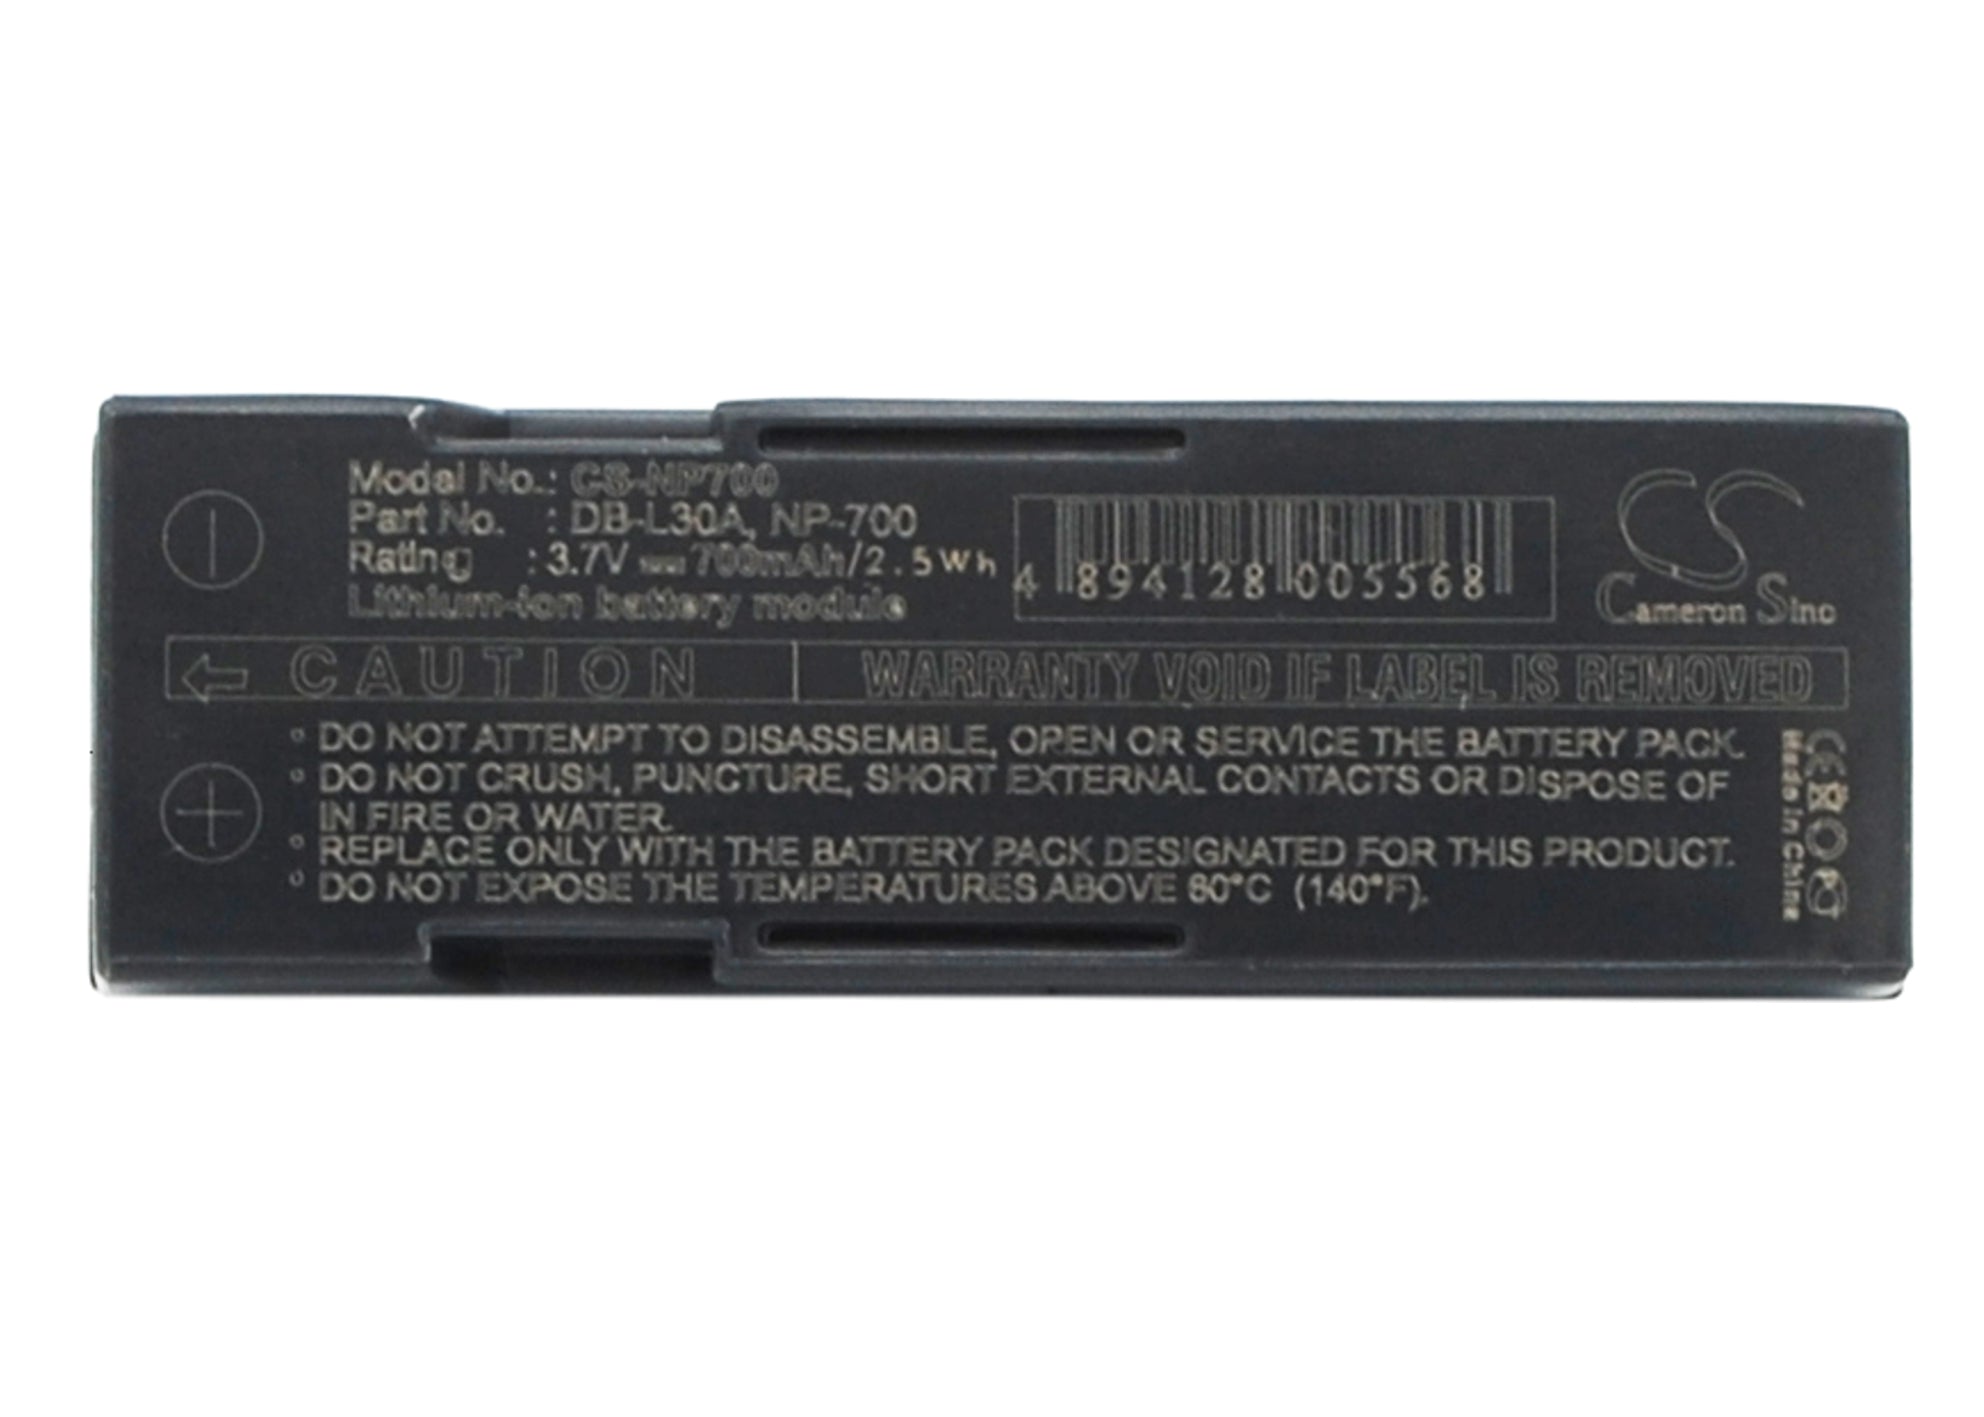 Model No.: CS-NP700
Part No. : DB-L30A, NP-700
Rating : 3.7V 700mAh/2.5Wh
Lithium-ion battery module
4 894128 005568
CS
Cameron Sino
CAUTION
WARRANTY VOID IF LABEL IS REMOVED
° DO NOT ATTEMPT TO DISASSEMBLE, OPEN OR SERVICE THE BATTERY PACK.
° DO NOT CRUSH, PUNCTURE, SHORT EXTERNAL CONTACTS OR DISPOSE OF
IN FIRE OR WATER.
° REPLACE ONLY WITH THE BATTERY PACK DESIGNATED FOR THIS PRODUCT.
° DO NOT EXPOSE THE TEMPERATURES ABOVE 60°C (140°F).
CE
Made in China